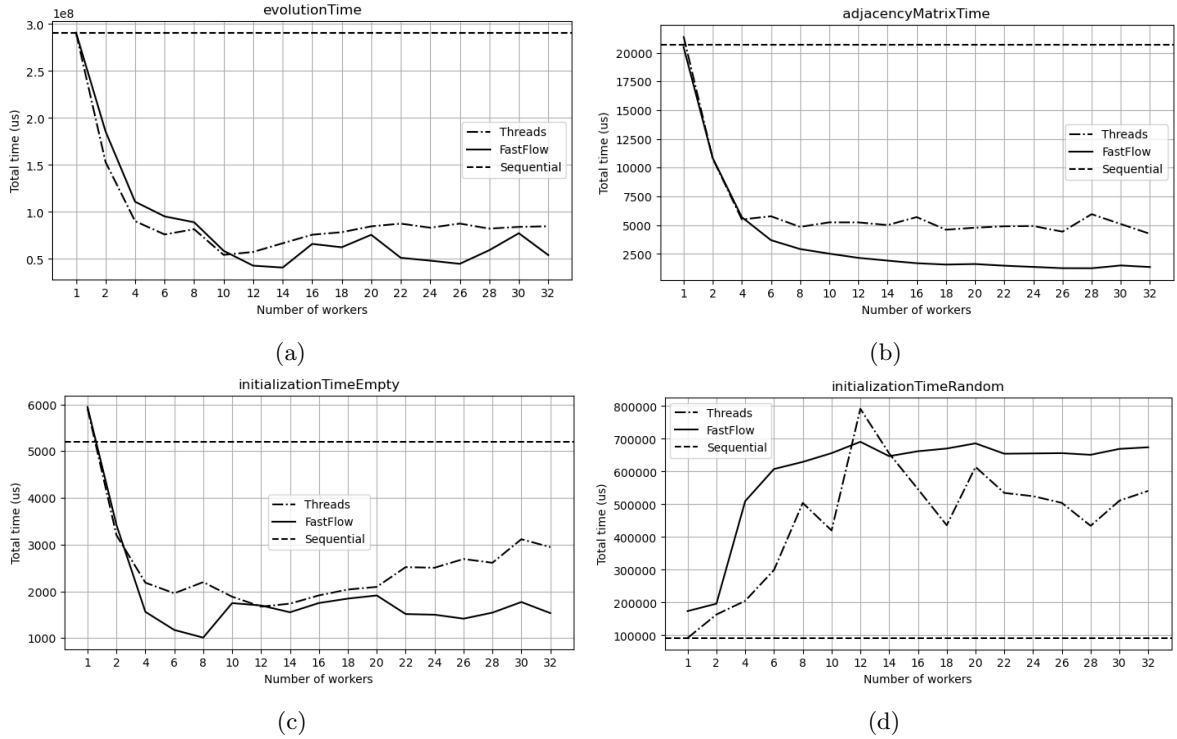 evolutionTime
1e8
3.0
2.5
2.0
1.5
1.0
0.5
Total time (us)
Threads
FastFlow
Sequential
1 2 4 6 8 10 12 14 16 18 20 22 24 26 28 30 32
Number of workers
(a)
adjacencyMatrixTime
20000
17500
15000
12500
10000
7500
5000
2500
Total time (us)
Threads
FastFlow
Sequential
1 2 4 6 8 10 12 14 16 18 20 22 24 26 28 30 32
Number of workers
(b)
initializationTimeEmpty
6000
5000
4000
3000
2000
1000
Total time (us)
Threads
FastFlow
Sequential
1 2 4 6 8 10 12 14 16 18 20 22 24 26 28 30 32
Number of workers
(c)
initializationTimeRandom
800000
700000
600000
500000
400000
300000
200000
100000
Total time (us)
Threads
FastFlow
Sequential
1 2 4 6 8 10 12 14 16 18 20 22 24 26 28 30 32
Number of workers
(d)